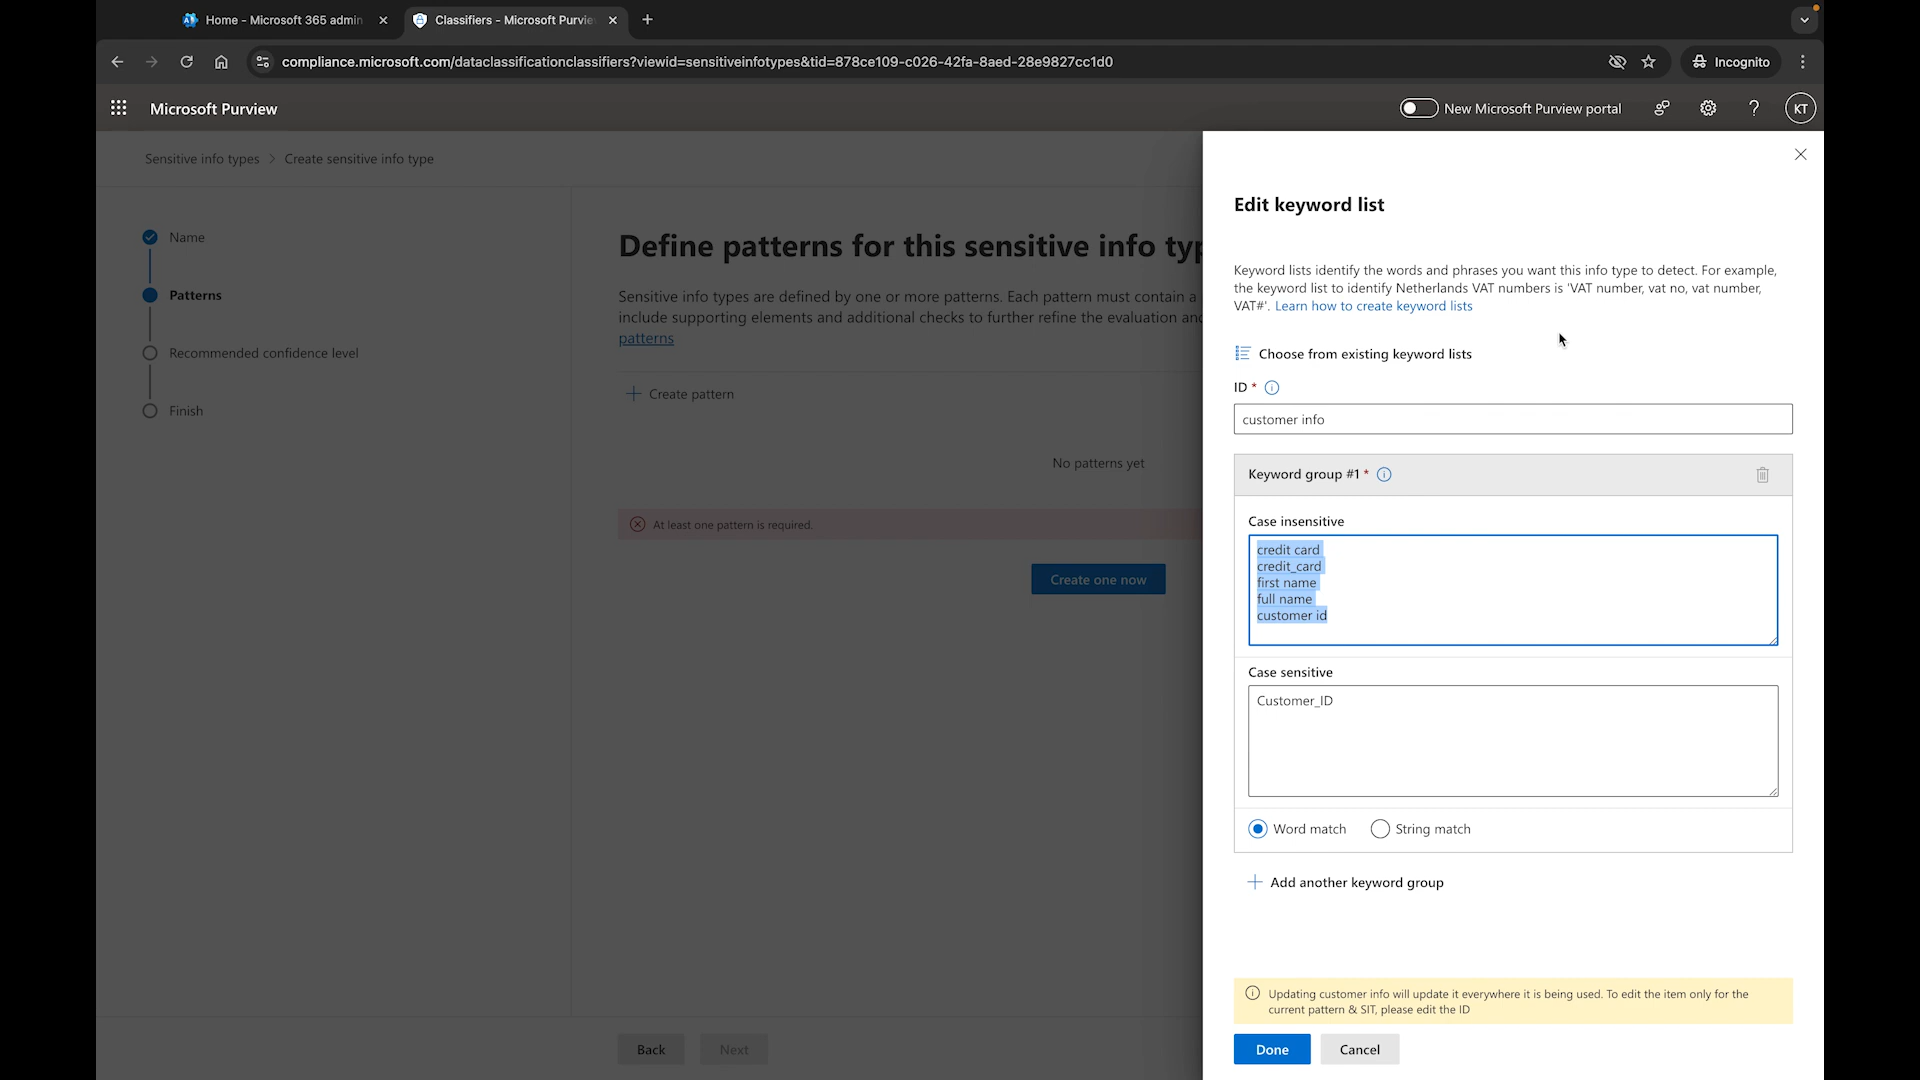 Home - Microsoft 365 admin
Classifiers - Microsoft Purvie
compliance.microsoft.com/dataclassificationclassifiers?viewid=sensitiveinfotypes&tid=878ce109-c026-42fa-8aed-28e9827cc1d0
Incognito
Microsoft Purview
New Microsoft Purview portal
?
KT
Sensitive info types > Create sensitive info type
Name
Patterns
Recommended confidence level
Finish
Define patterns for this sensitive info typ
Sensitive info types are defined by one or more patterns. Each pattern must contain a
include supporting elements and additional checks to further refine the evaluation and
patterns
Create pattern
No patterns yet
At least one pattern is required.
Create one now
Back
Next
Edit keyword list
Keyword lists identify the words and phrases you want this info type to detect. For example,
the keyword list to identify Netherlands VAT numbers is 'VAT number, vat no, vat number,
VAT#'. Learn how to create keyword lists
Choose from existing keyword lists
ID *
customer info
Keyword group #1 *
Case insensitive
credit card
credit_card
first name
full name
customer id
Case sensitive
Customer_ID
Word match
String match
Add another keyword group
Updating customer info will update it everywhere it is being used. To edit the item only for the
current pattern & SIT, please edit the ID
Done
Cancel